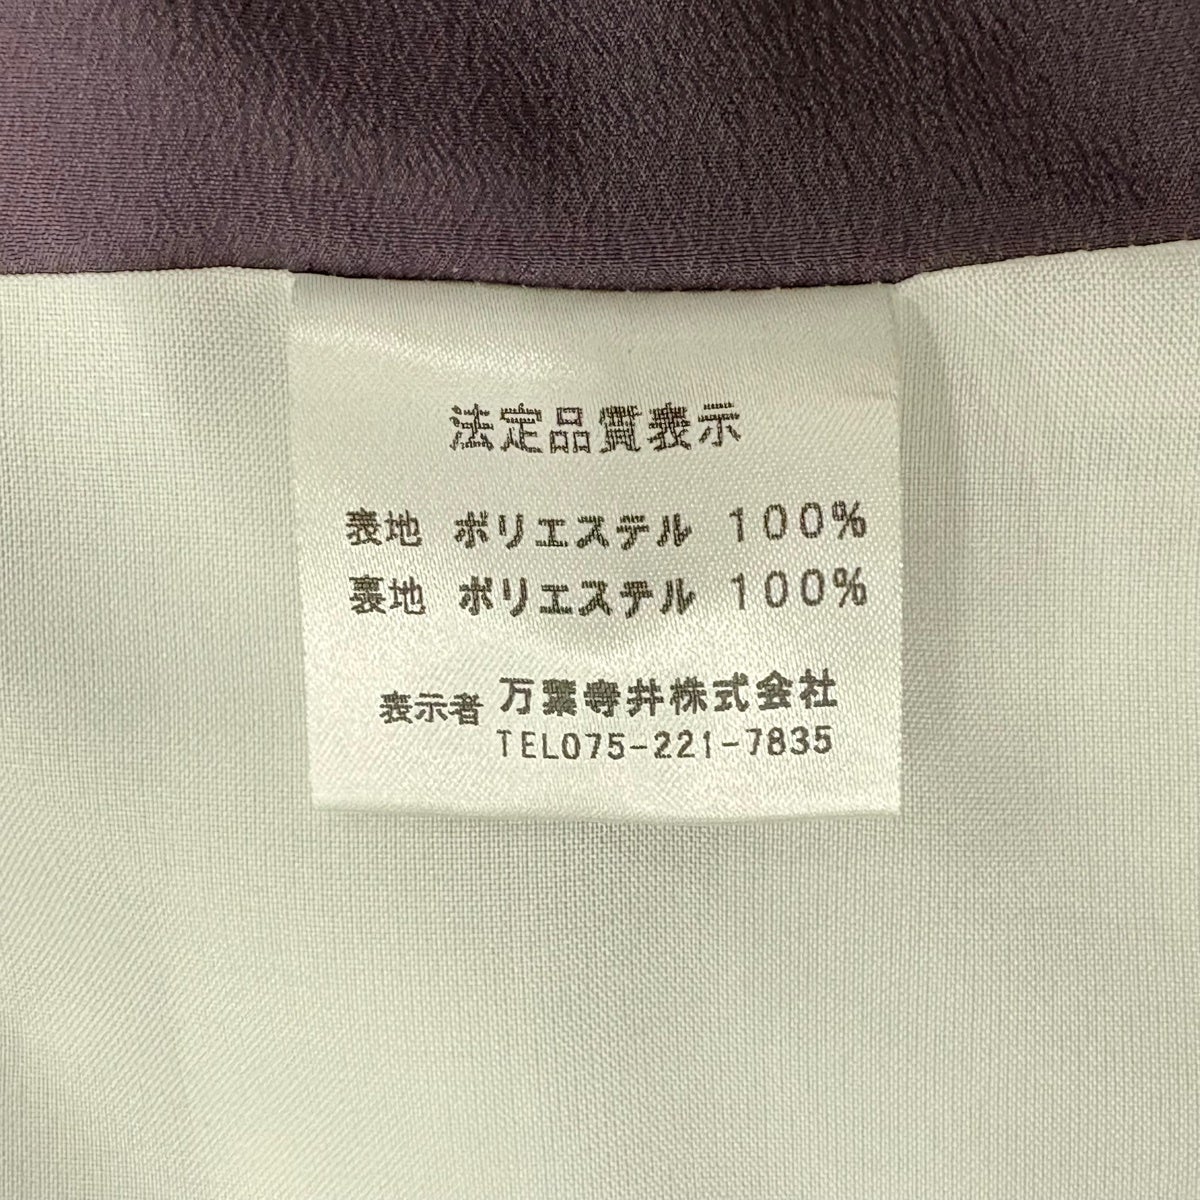 法定品質表示
表地 ポリエステル 100%
裏地 ポリエステル 100%
表示者 万葉寺井株式会社
TEL075-221-7835